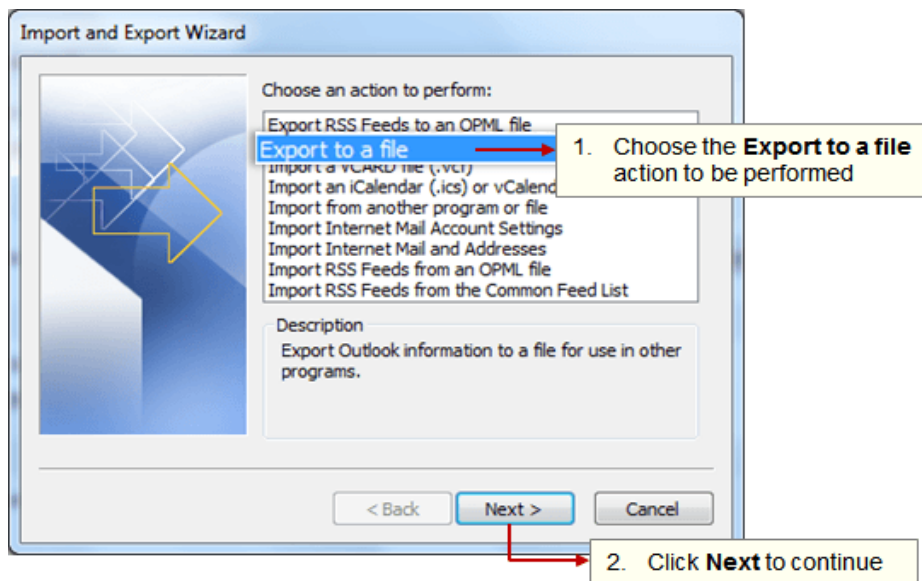 Import and Export Wizard
Choose an action to perform:
Export RSS Feeds to an OPML file
Export to a file
Import a VCARD file (.vcf)
Import an iCalendar (.ics) or vCalend
Import from another program or file
Import Internet Mail Account Settings
Import Internet Mail and Addresses
Import RSS Feeds from an OPML file
Import RSS Feeds from the Common Feed List
1. Choose the Export to a file
action to be performed
Description
Export Outlook information to a file for use in other
programs.
< Back
Next >
Cancel
2. Click Next to continue